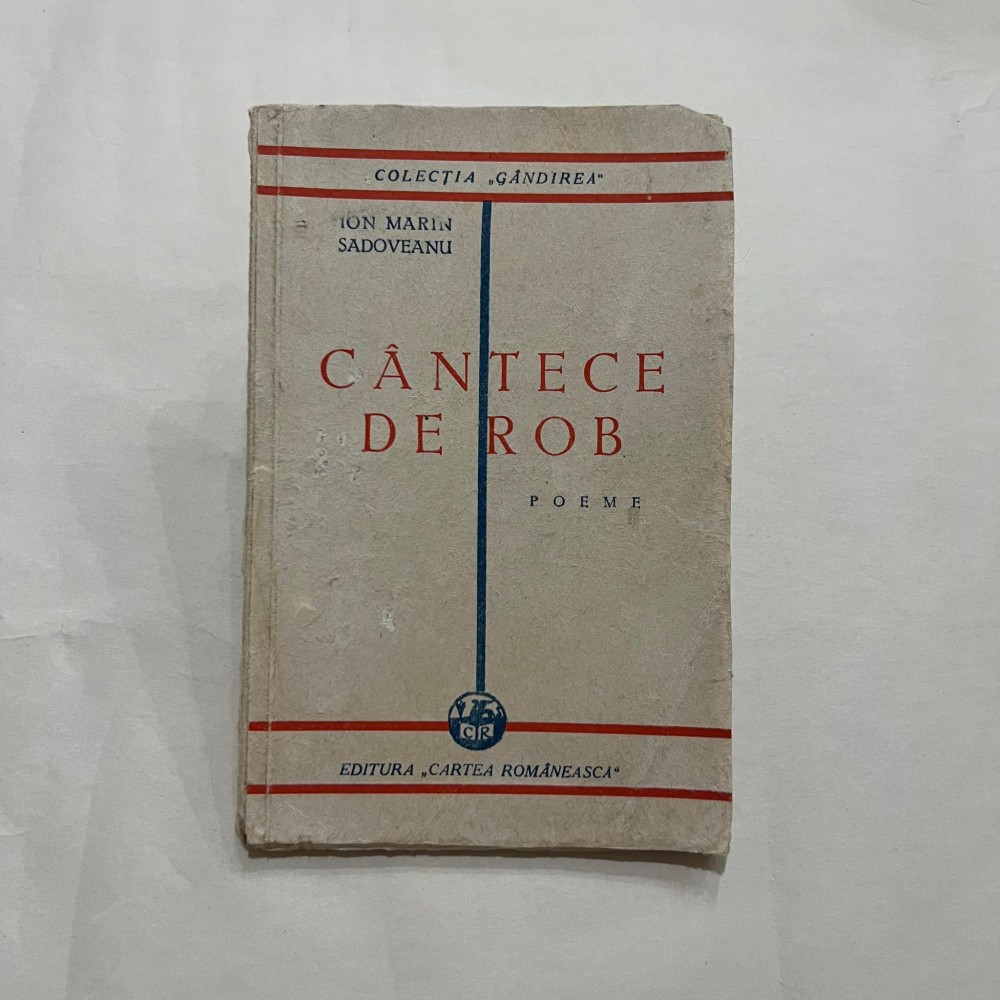 COLECȚIA „GÂNDIREA“
ION MARIN
SADOVEANU
CÂNTECE
DE ROB
POEME
CR
EDITURA „CARTEA ROMÂNEASCĂ“